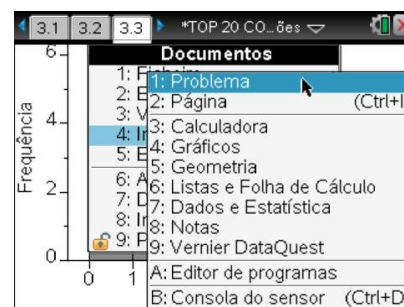 3.1 3.2 3.3 *TOP 20 CO...ões
Documentos
1:
2:
3:
4:
5:
6:
7:
8:
9:
1: Problema
2: Página (Ctrl+I
3: Calculadora
4: Gráficos
5: Geometria
6: Listas e Folha de Cálculo
7: Dados e Estatística
8: Notas
9: Vernier DataQuest
A: Editor de programas
B: Consola do sensor (Ctrl+D
Frequência
6
4
2
0
0 1